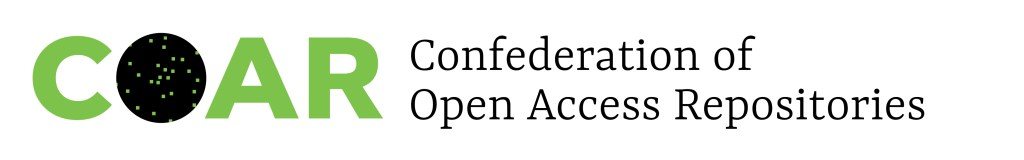 COAR
Confederation of
Open Access Repositories